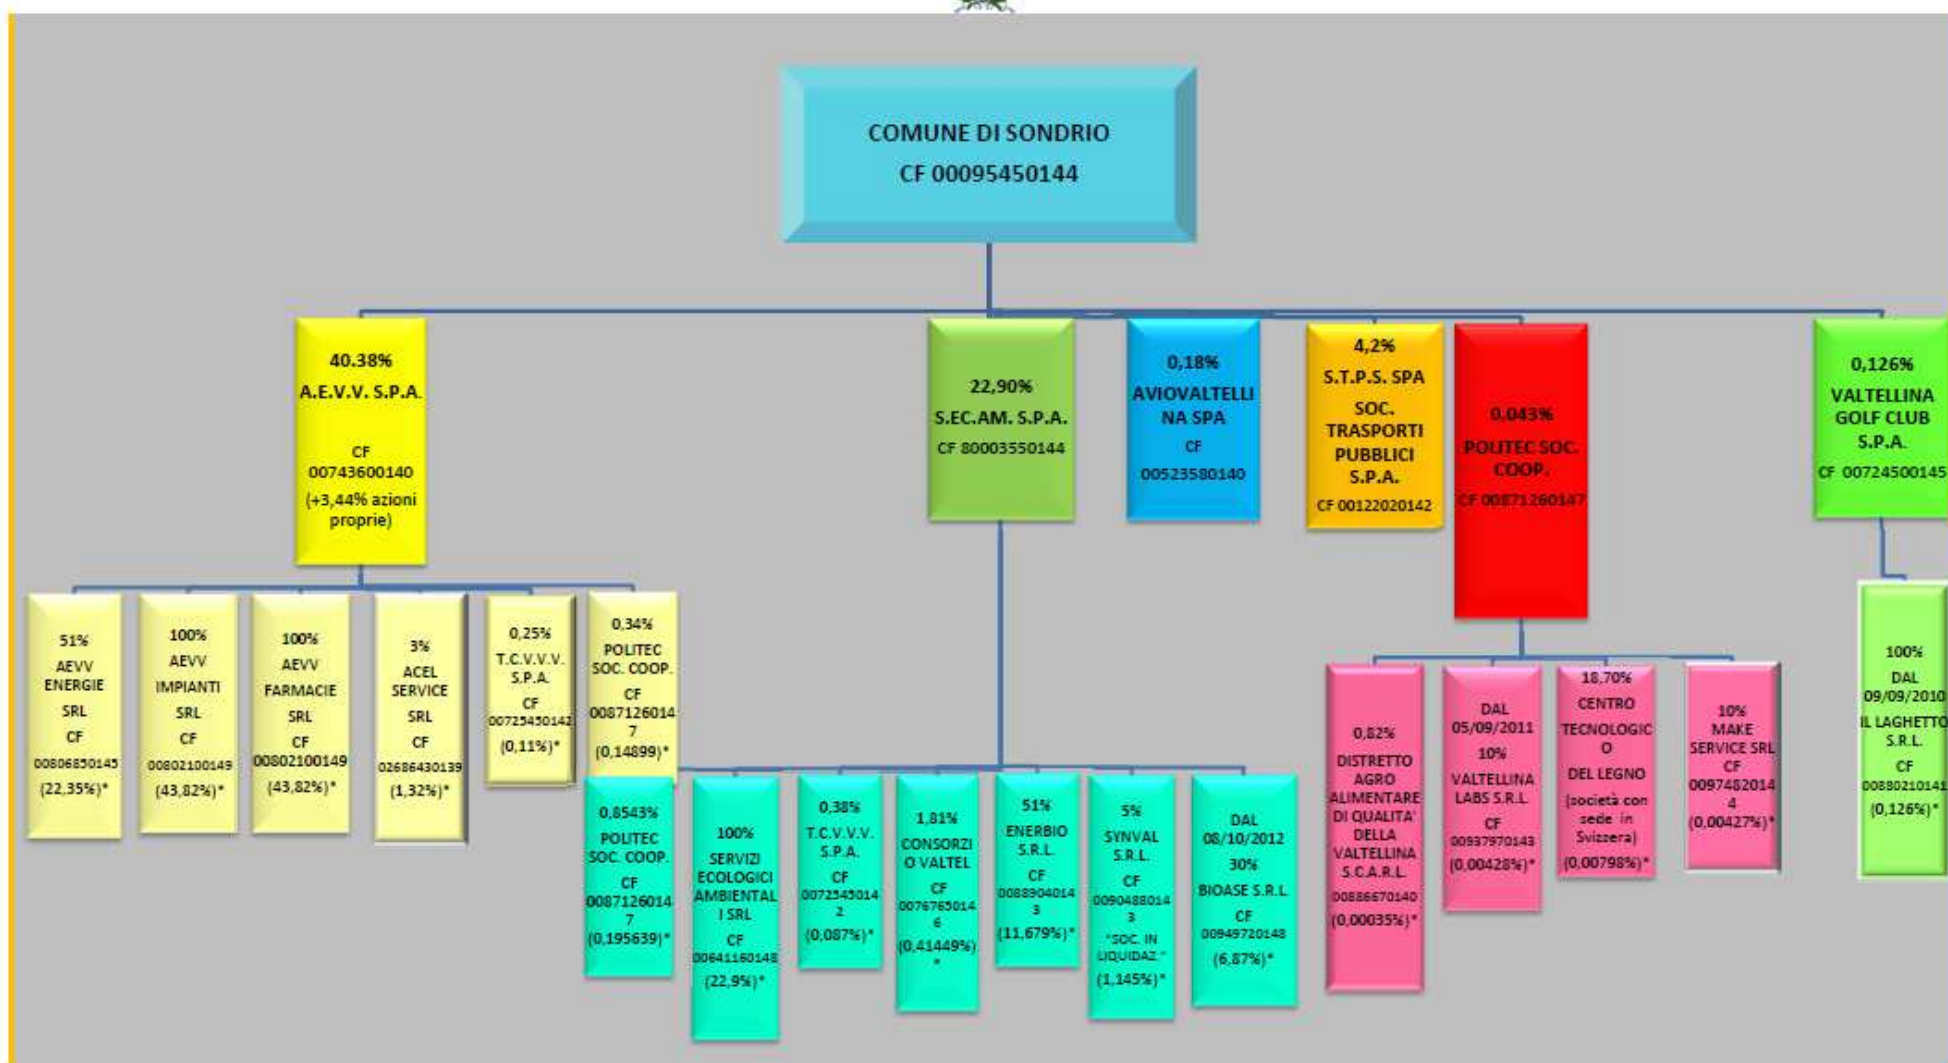 COMUNE DI SONDRIO
CF 00095450144
40.38%
A.E.V.V. S.P.A.
CF
00743600140
(+3,44% azioni
proprie)
22,90%
S.EC.AM. S.P.A.
CF 80003550144
0,18%
AVIOVALTELLI
NA SPA
CF
00523580140
4,2%
S.T.P.S. SPA
SOC.
TRASPORTI
PUBBLICI
S.P.A.
CF 00122020142
0,043%
POLITEC SOC.
COOP.
CF 00871260147
0,126%
VALTELLINA
GOLF CLUB
S.P.A.
CF 00724500145
51%
AEVV
ENERGIE
SRL
CF
00806850145
(22,35%)*
100%
AEVV
IMPIANTI
SRL
CF
00802100149
(43,82%)*
100%
AEVV
FARMACIE
SRL
CF
00802100149
(43,82%)*
3%
ACEL
SERVICE
SRL
CF
02686430139
(1,32%)*
0,25%
T.C.V.V.V.
S.P.A.
CF
00725450142
(0,11%)*
0,34%
POLITEC
SOC. COOP.
CF
0087126014
7
(0,14899)*
0,8543%
POLITEC
SOC. COOP.
CF
0087126014
7
(0,195639)*
100%
SERVIZI
ECOLOGICI
AMBIENTAL
I SRL
CF
00641160148
(22,9%)*
0,38%
T.C.V.V.V.
S.P.A.
CF
0072545014
2
(0,087%)*
1,81%
CONSORZI
O VALTEL
CF
0076765014
6
(0,41449%)
*
51%
ENERBIO
S.R.L.
CF
0088904014
3
(11,679%)*
5%
SYNVAL
S.R.L.
CF
0090488014
3
"SOC. IN
LIQUIDAZ."
(1,145%)*
DAL
08/10/2012
30%
BIOASE S.R.L.
CF
00949720148
(6,87%)*
0,82%
DISTRETTO
AGRO
ALIMENTARE
DI QUALITA'
DELLA
VALTELLINA
S.C.A.R.L.
00886670140
(0,00035%)*
DAL
05/09/2011
10%
VALTELLINA
LABS S.R.L.
CF
00937970143
(0,00428%)*
18,70%
CENTRO
TECNOLOGIC
O
DEL LEGNO
(società con
sede in
Svizzera)
(0,00798%)*
10%
MAKE
SERVICE SRL
CF
0097482014
4
(0,00427%)*
100%
DAL
09/09/2010
IL LAGHETTO
S.R.L.
CF
00880210141
(0,126%)*